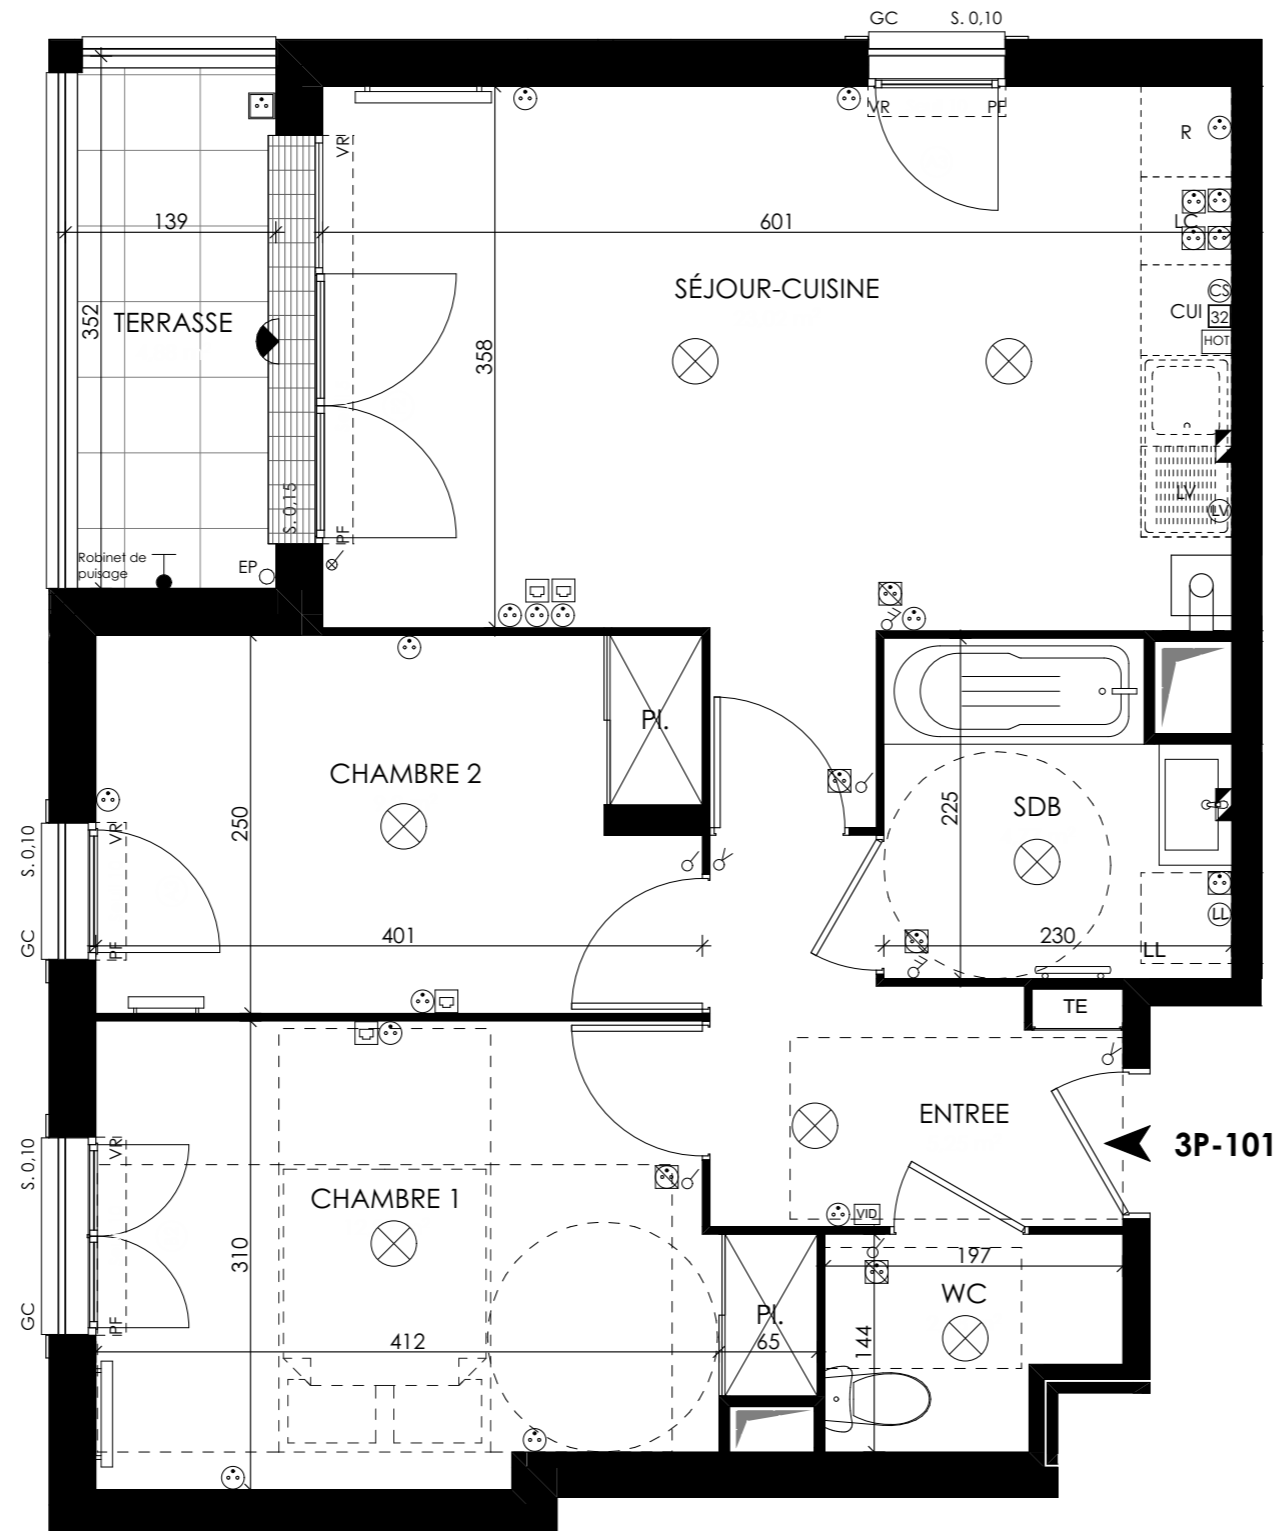 GC S. 0,10
VR PF
R
VR
139
601
LC
SÉJOUR-CUISINE
CS
CUI 32
HOT
352
TERRASSE
358
S. 0,15
PF
LV
LV
Robinet de
puisage
EP
Pl.
CHAMBRE 2
SDB
225
250
S. 0,10
VR
GC
PF
401
230
LL
LL
TE
ENTREE
3P-101
S. 0,10
VR
CHAMBRE 1
VID
310
197
WC
GC
PF
Pl.
412
65
144